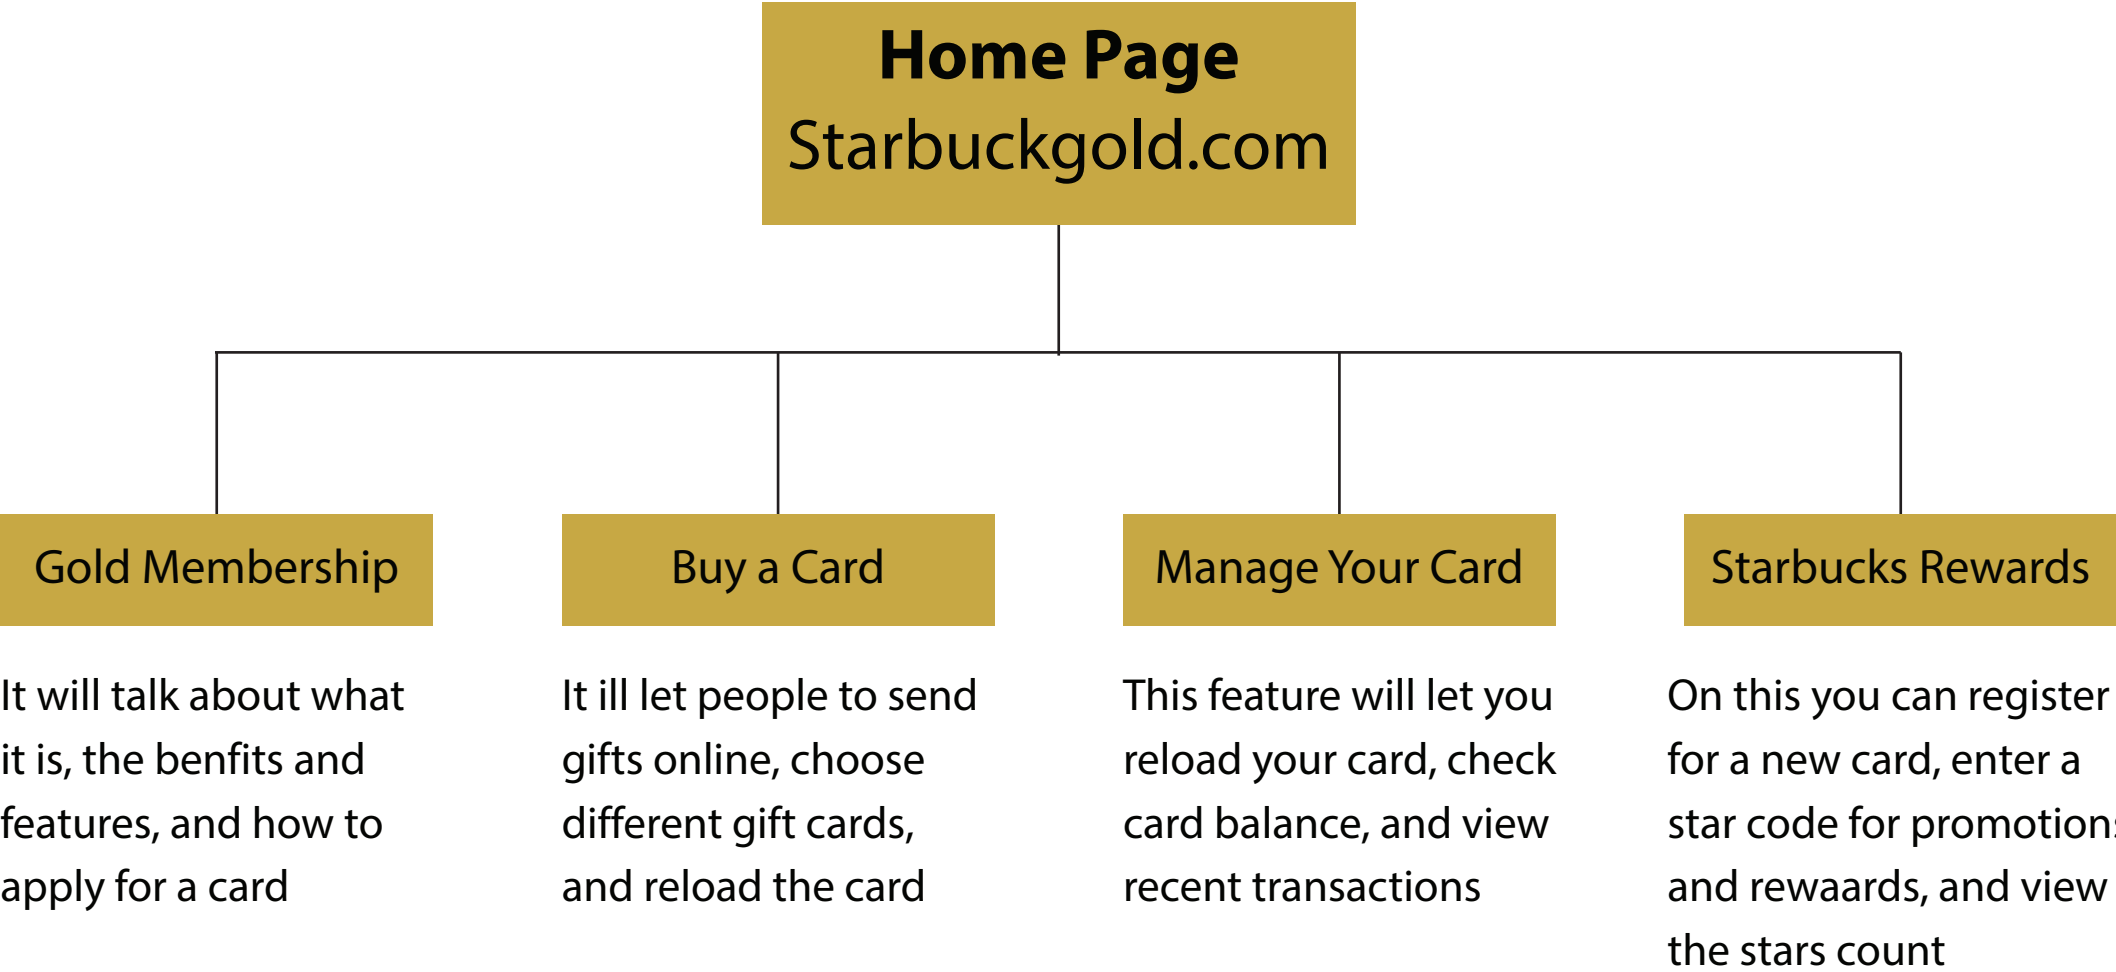 Home Page
Starbuckgold.com
Gold Membership
Buy a Card
Manage Your Card
Starbucks Rewards
It will talk about what
it is, the benfits and
features, and how to
apply for a card
It ill let people to send
gifts online, choose
different gift cards,
and reload the card
This feature will let you
reload your card, check
card balance, and view
recent transactions
On this you can register
for a new card, enter a
star code for promotions
and rewaards, and view
the stars count